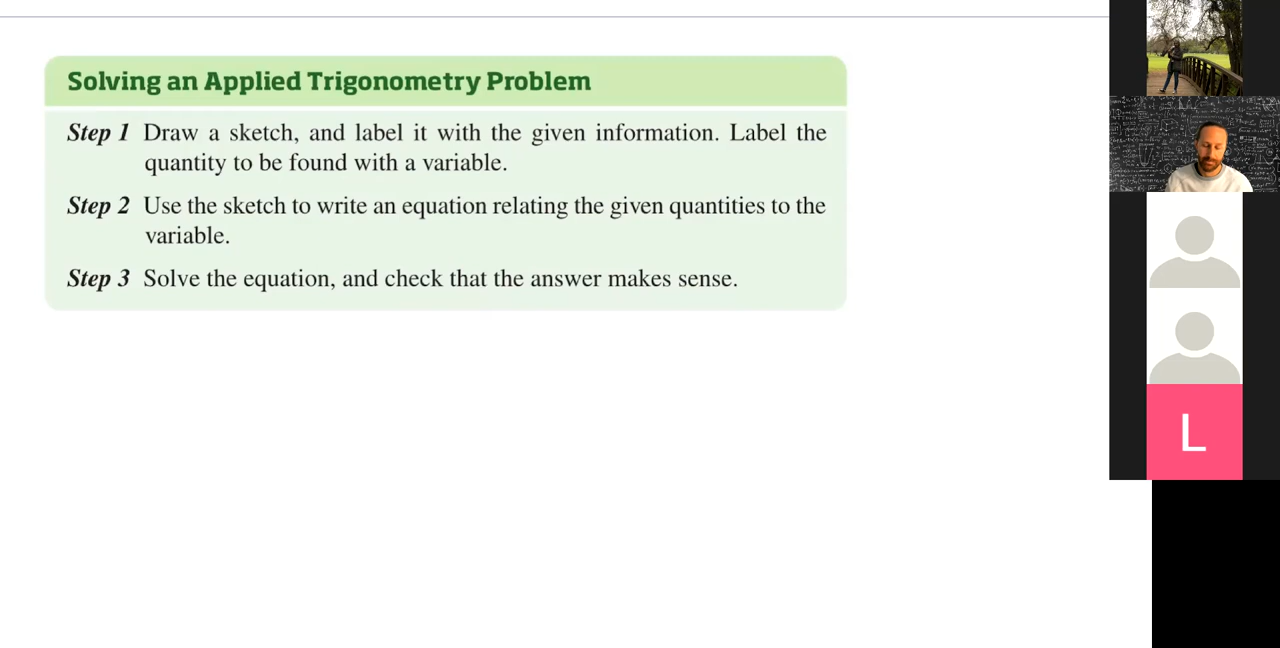 Solving an Applied Trigonometry Problem
Step 1 Draw a sketch, and label it with the given information. Label the
quantity to be found with a variable.
Step 2 Use the sketch to write an equation relating the given quantities to the
variable.
Step 3 Solve the equation, and check that the answer makes sense.
L